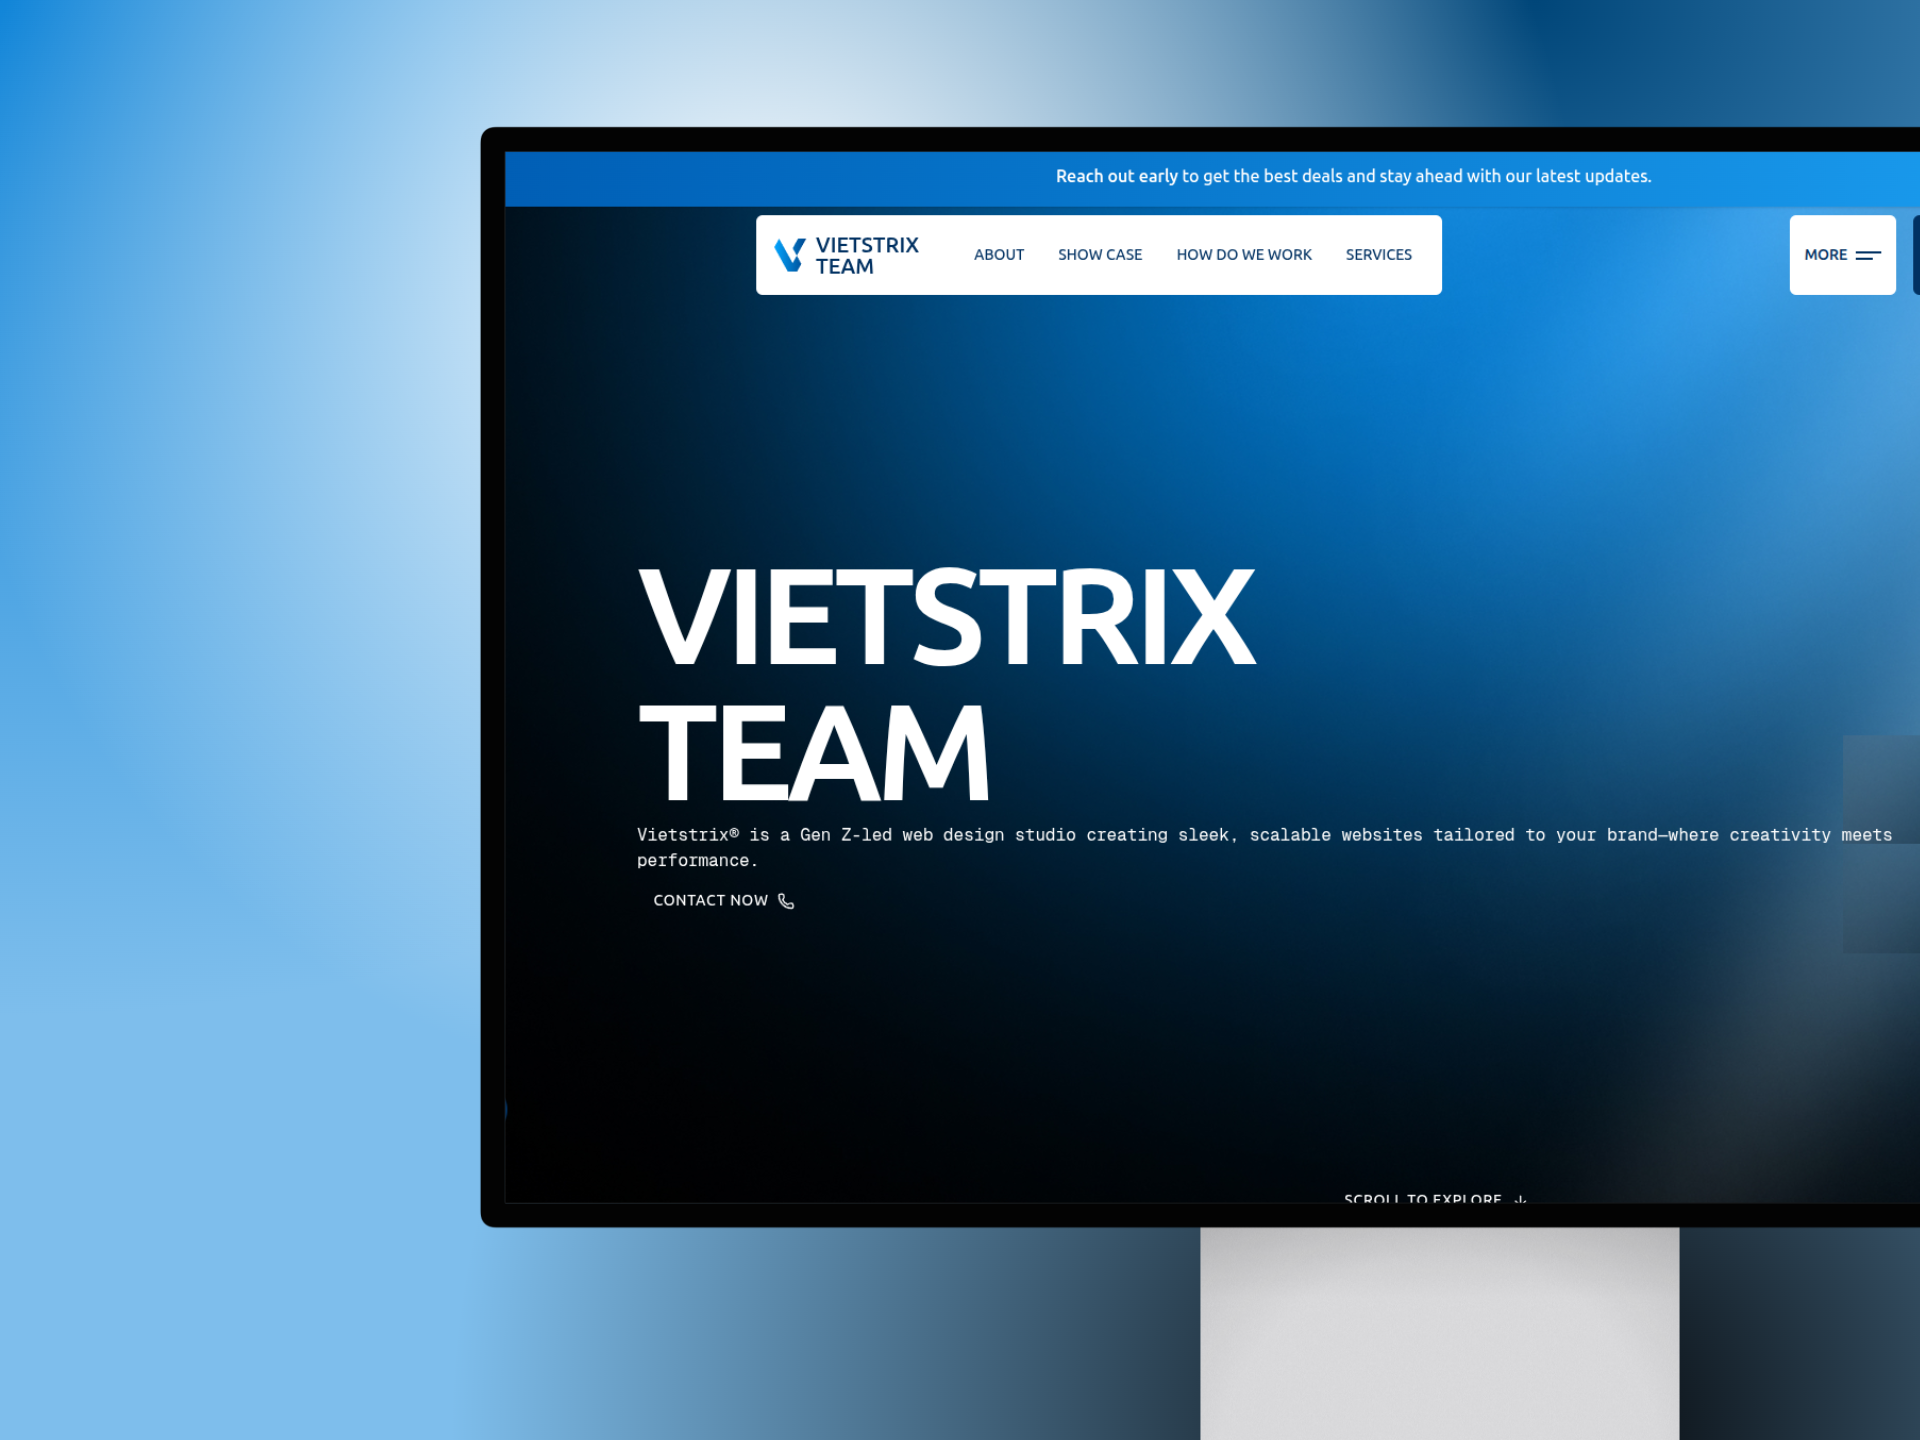 Reach out early to get the best deals and stay ahead with our latest updates.
VIETSTRIX
TEAM
ABOUT
SHOW CASE
HOW DO WE WORK
SERVICES
MORE
VIETSTRIX
TEAM
Vietstrix® is a Gen Z-led web design studio creating sleek, scalable websites tailored to your brand—where creativity meets
performance.
CONTACT NOW
SCROLL TO EXPLORE